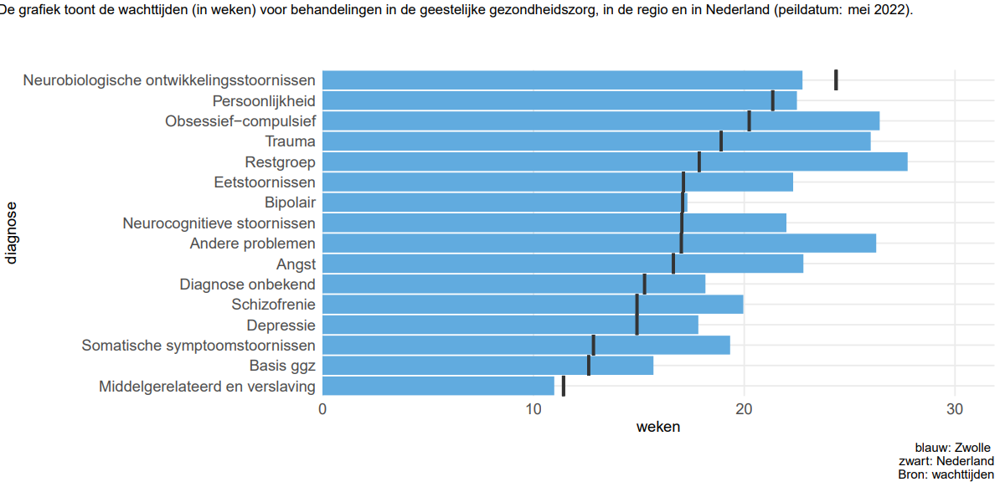 De grafiek toont de wachttijden (in weken) voor behandelingen in de geestelijke gezondheidszorg, in de regio en in Nederland (peildatum: mei 2022).
Neurobiologische ontwikkelingsstoornissen
Persoonlijkheid
Obsessief−compulsief
Trauma
Restgroep
Eetstoornissen
Bipolair
Neurocognitieve stoornissen
Andere problemen
Angst
Diagnose onbekend
Schizofrenie
Depressie
Somatische symptoomstoornissen
Basis ggz
Middelgerelateerd en verslaving
diagnose
0 10 20 30
weken
blauw: Zwolle
zwart: Nederland
Bron: wachttijden